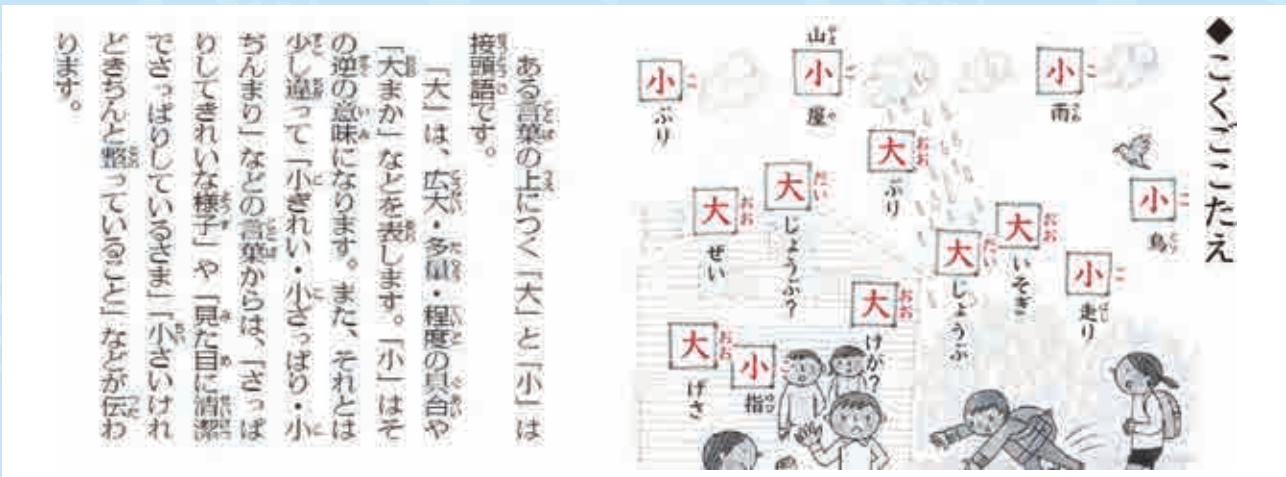 ◆こくごこたえ
小雨
小鳥
小走り
大いそぎ
大じょうぶ
大ぶり
山小屋
小ぶり
大じょうぶ？
大ぜい
大けが？
大げさ
小指
ある言葉の上につく「大」と「小」は
接頭語です。
「大」は、広大・多量・程度の具合や
「大まか」などを表します。「小」はそ
の逆の意味になります。また、それとは
少し違って「小ぎれい・小ざっぱり・小
ぢんまり」などの言葉からは、「さっぱ
りしてきれいな様子」や「見た目に清潔
でさっぱりしているさま」「小さいけれ
どきちんと整っていること」などが伝わ
ります。